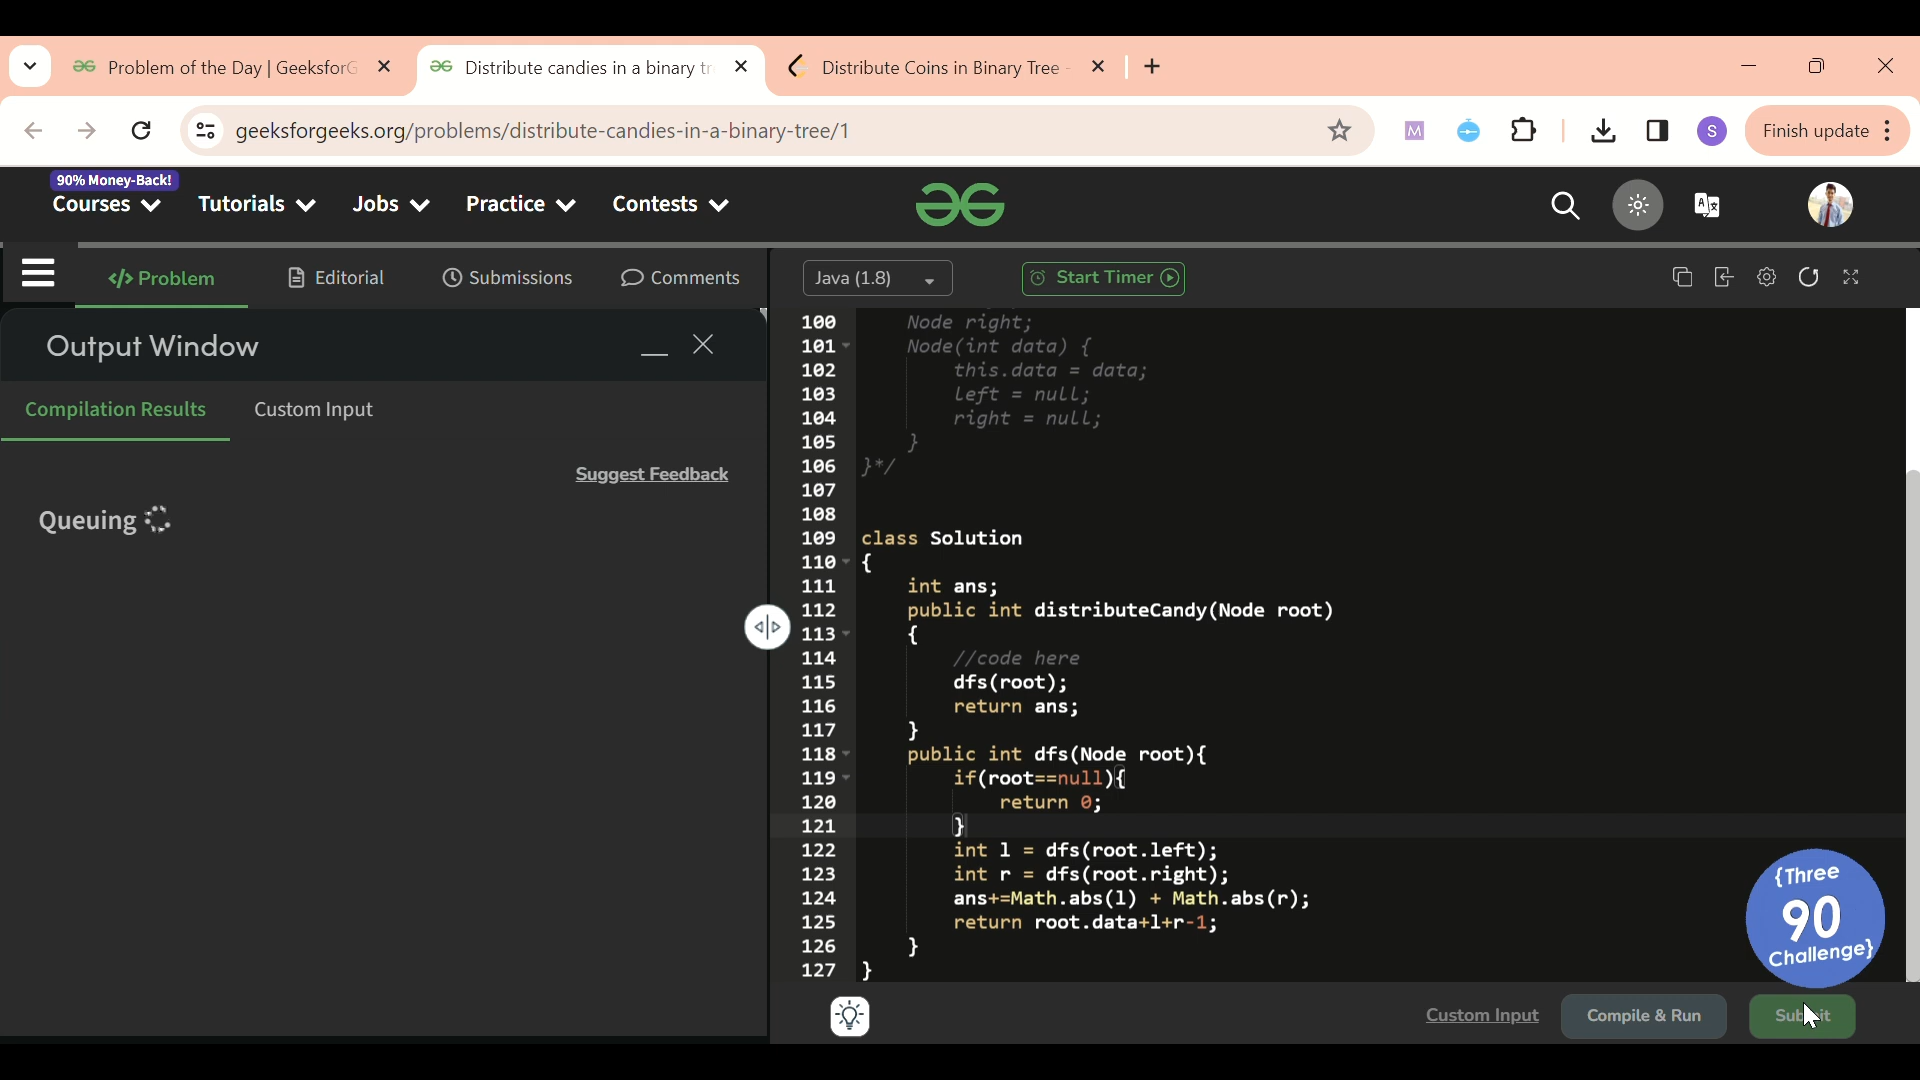 Problem of the Day | GeeksforG
Distribute candies in a binary tr
Distribute Coins in Binary Tree -
geeksforgeeks.org/problems/distribute-candies-in-a-binary-tree/1
M
S
Finish update
90% Money-Back!
Courses
Tutorials
Jobs
Practice
Contests
</> Problem
Editorial
Submissions
Comments
Java (1.8)
Start Timer
Output Window
Compilation Results
Custom Input
Suggest Feedback
Queuing
100 Node right;
101 Node(int data) {
102 this.data = data;
103 left = null;
104 right = null;
105 }
106 }*/
107
108
109 class Solution
110 {
111 int ans;
112 public int distributeCandy(Node root)
113 {
114 //code here
115 dfs(root);
116 return ans;
117 }
118 public int dfs(Node root){
119 if(root==null){
120 return 0;
121 }
122 int l = dfs(root.left);
123 int r = dfs(root.right);
124 ans+=Math.abs(l) + Math.abs(r);
125 return root.data+l+r-1;
126 }
127 }
{Three
90
Challenge}
Custom Input
Compile & Run
Submit